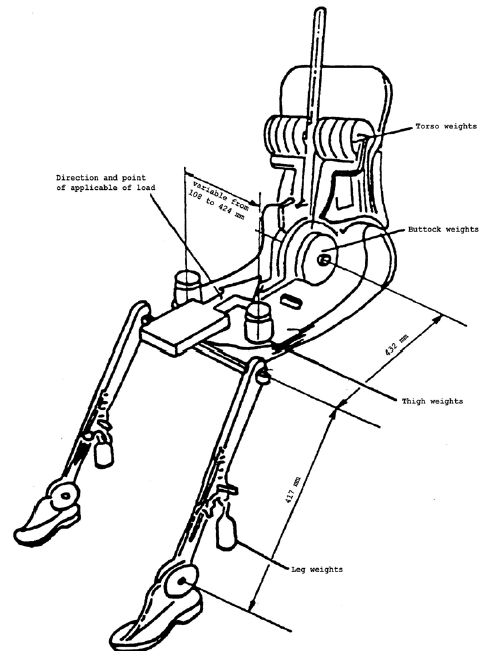 Torso weights
Direction and point
of applicable of load
variable from
108 to 424 mm
Buttock weights
432 mm
Thigh weights
417 mm
Leg weights